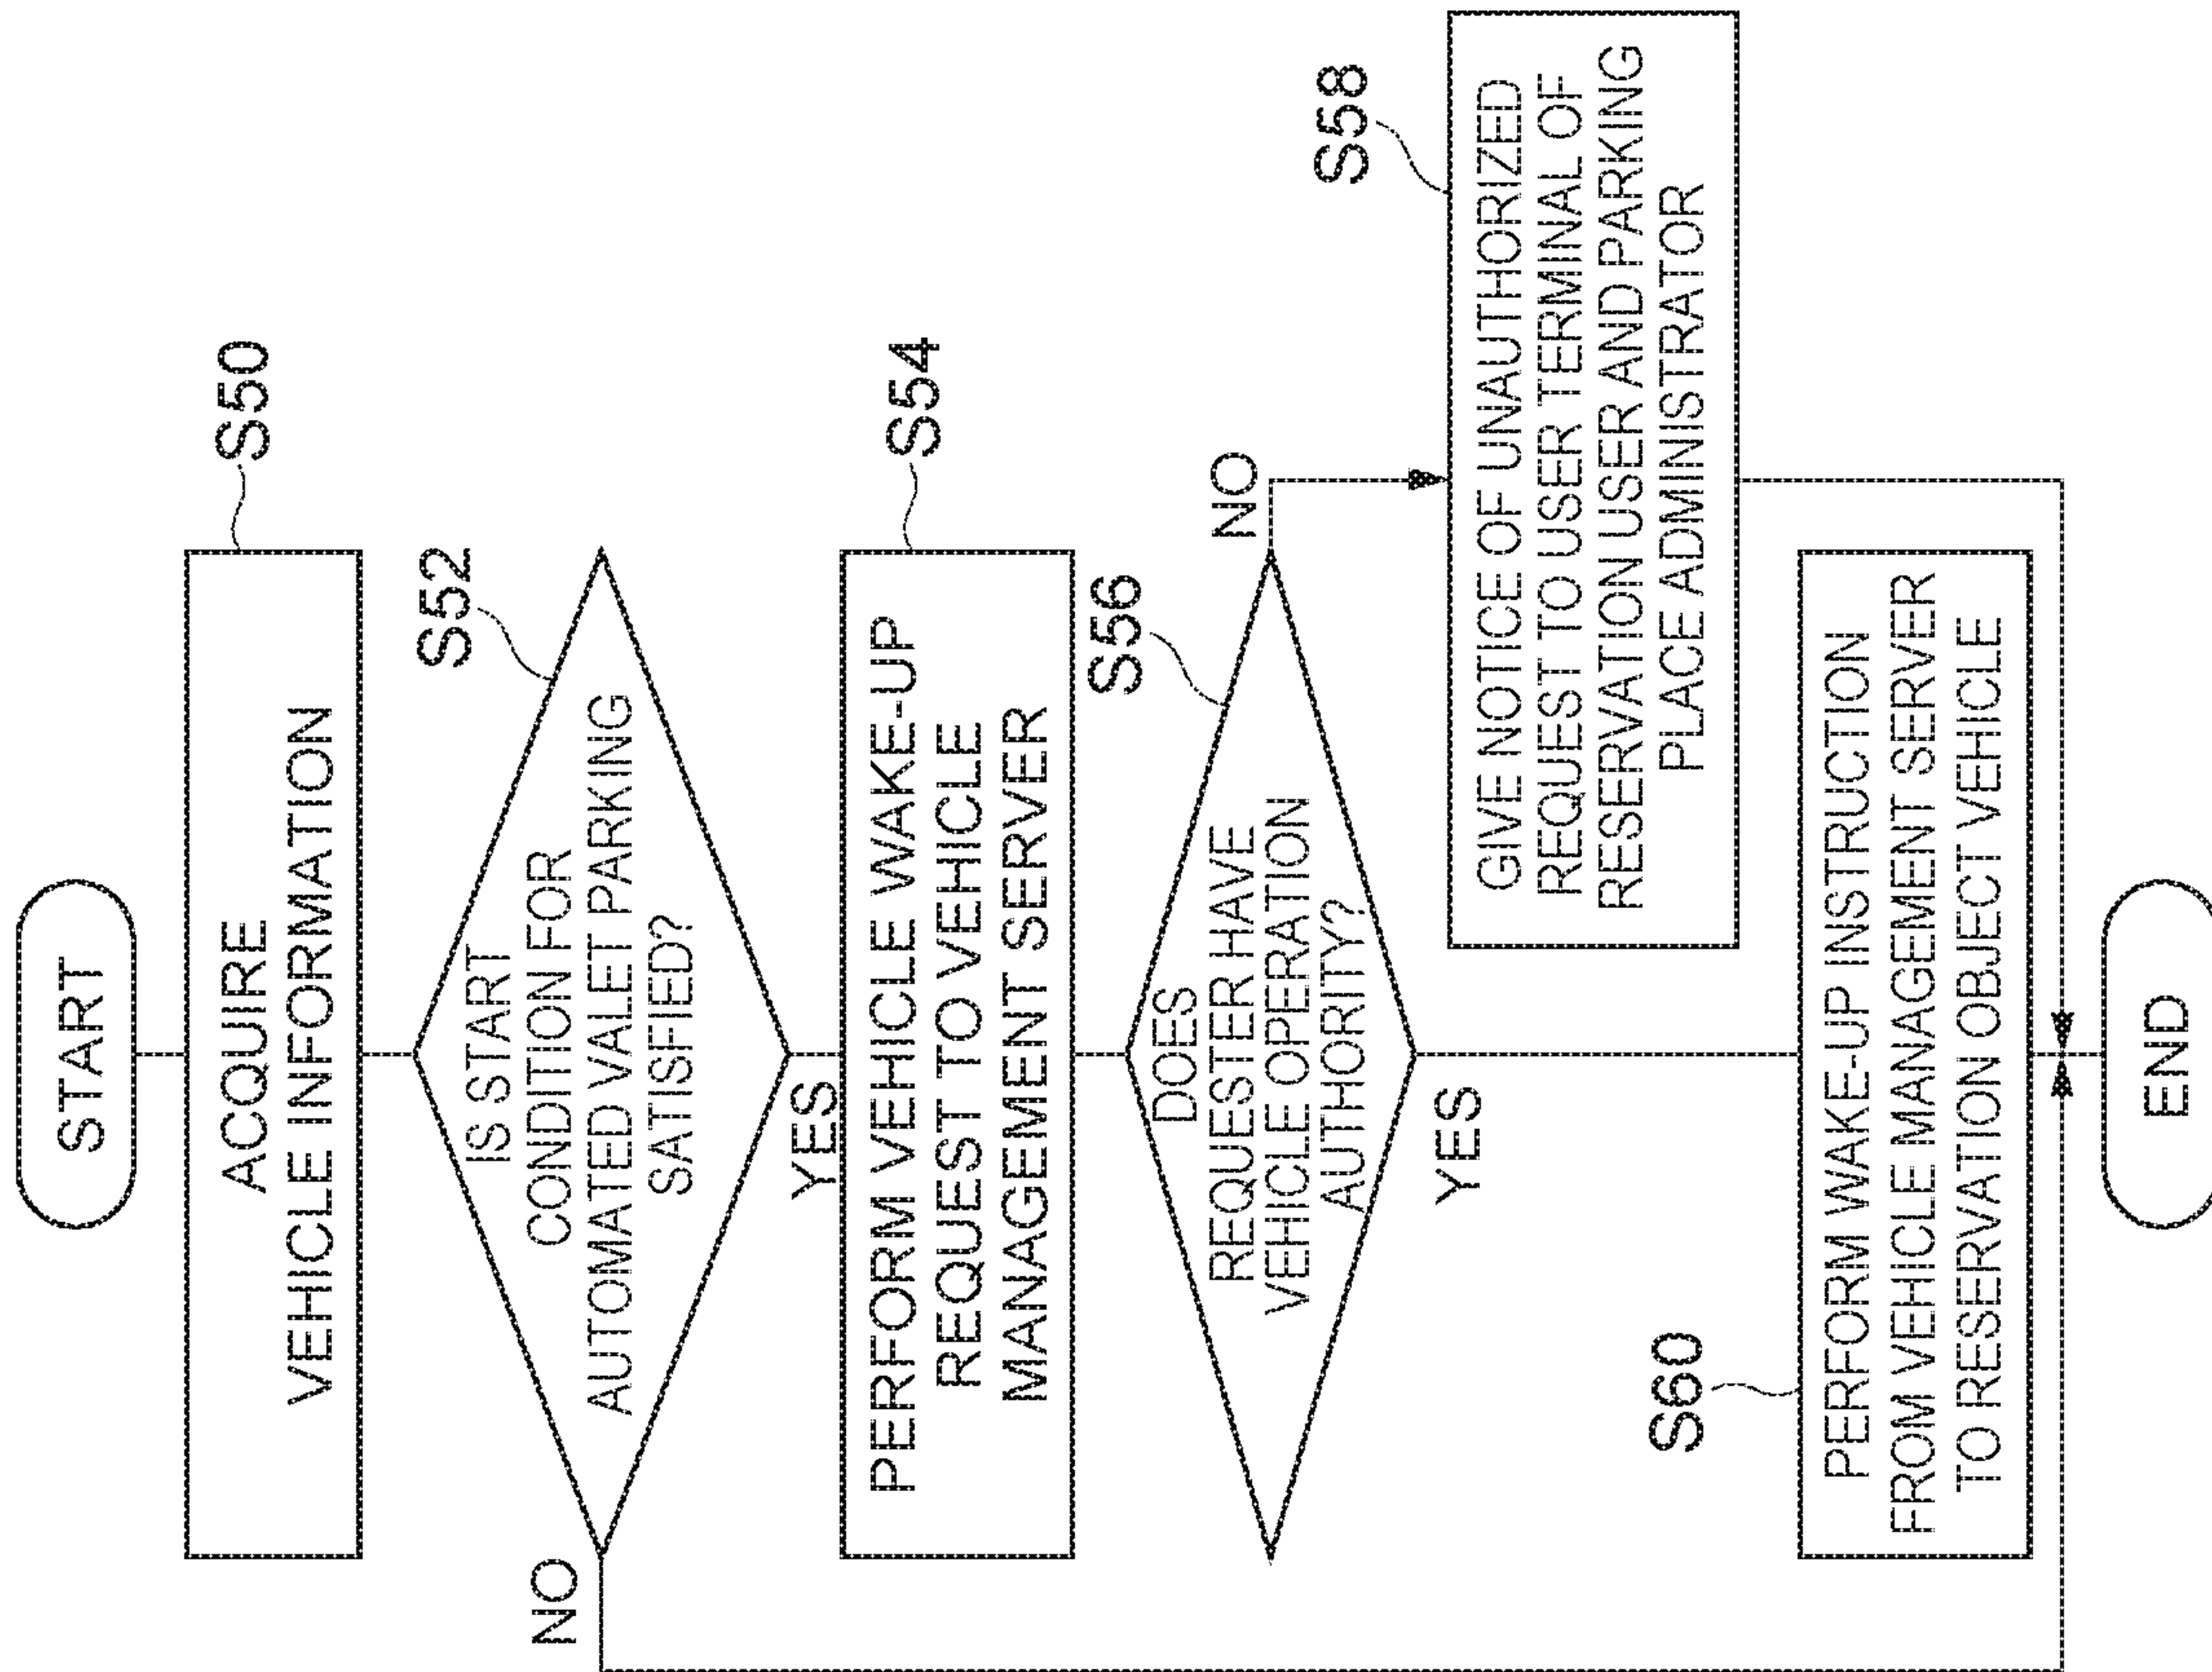 START
S50
ACQUIRE
VEHICLE INFORMATION
S52
IS START
CONDITION FOR
AUTOMATED VALET PARKING
SATISFIED?
NO
YES
S54
PERFORM VEHICLE WAKE-UP
REQUEST TO VEHICLE
MANAGEMENT SERVER
S56
DOES
REQUESTER HAVE
VEHICLE OPERATION
AUTHORITY?
NO
YES
S58
GIVE NOTICE OF UNAUTHORIZED
REQUEST TO USER TERMINAL OF
RESERVATION USER AND PARKING
PLACE ADMINISTRATOR
S60
PERFORM WAKE-UP INSTRUCTION
FROM VEHICLE MANAGEMENT SERVER
TO RESERVATION OBJECT VEHICLE
END